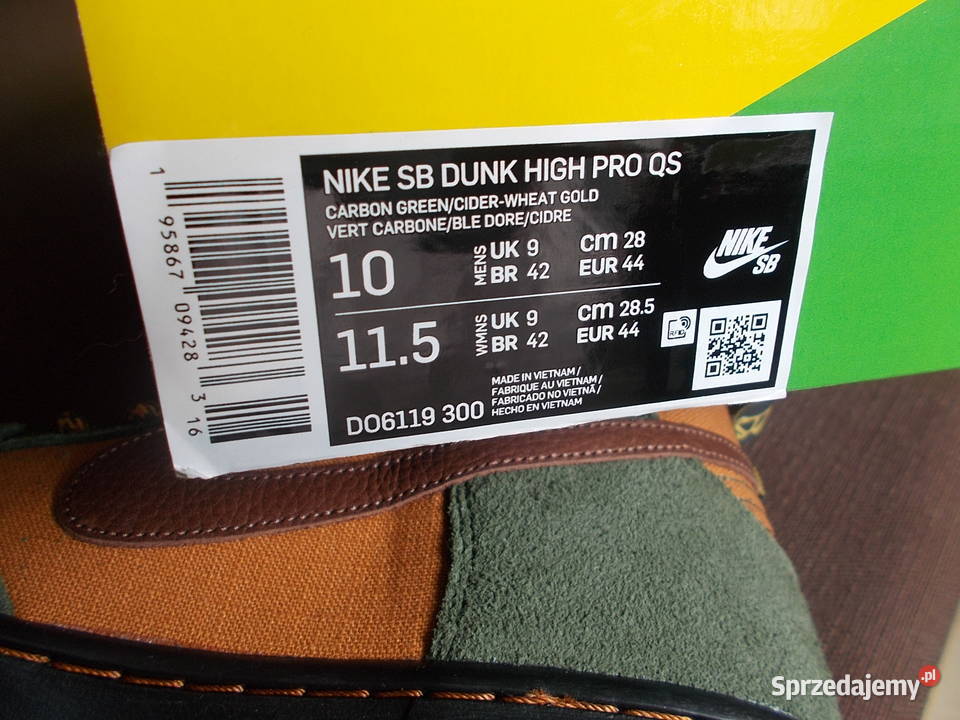 NIKE SB DUNK HIGH PRO QS
CARBON GREEN/CIDER-WHEAT GOLD
VERT CARBONE/BLE DORE/CIDRE
10
MENS
UK 9
BR 42
cm 28
EUR 44
NIKE
SB
11.5
WMNS
UK 9
BR 42
cm 28.5
EUR 44
MADE IN VIETNAM /
FABRIQUE AU VIETNAM /
FABRICADO NO VIETNÃ /
HECHO EN VIETNAM
DO6119 300
1 95867 09428 3 16
Sprzedajemy.pl